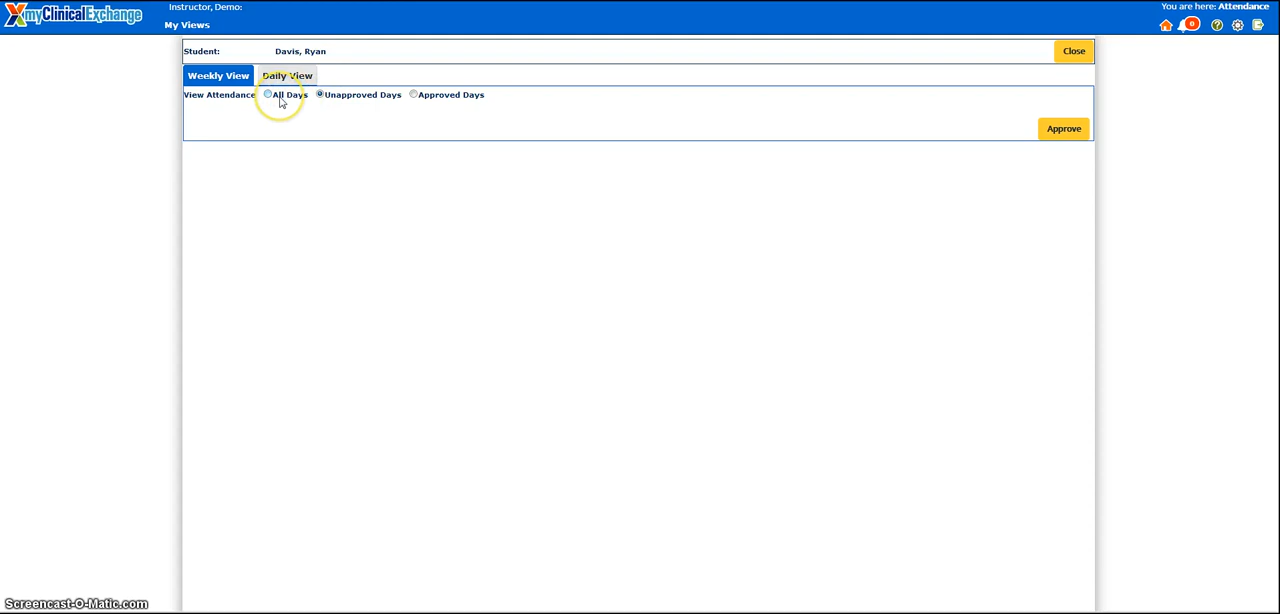 myClinicalExchange
Instructor, Demo:
You are here: Attendance
My Views
0
?
Student: Davis, Ryan
Close
Weekly View Daily View
View Attendance All Days Unapproved Days Approved Days
Approve
Screencast-O-Matic.com